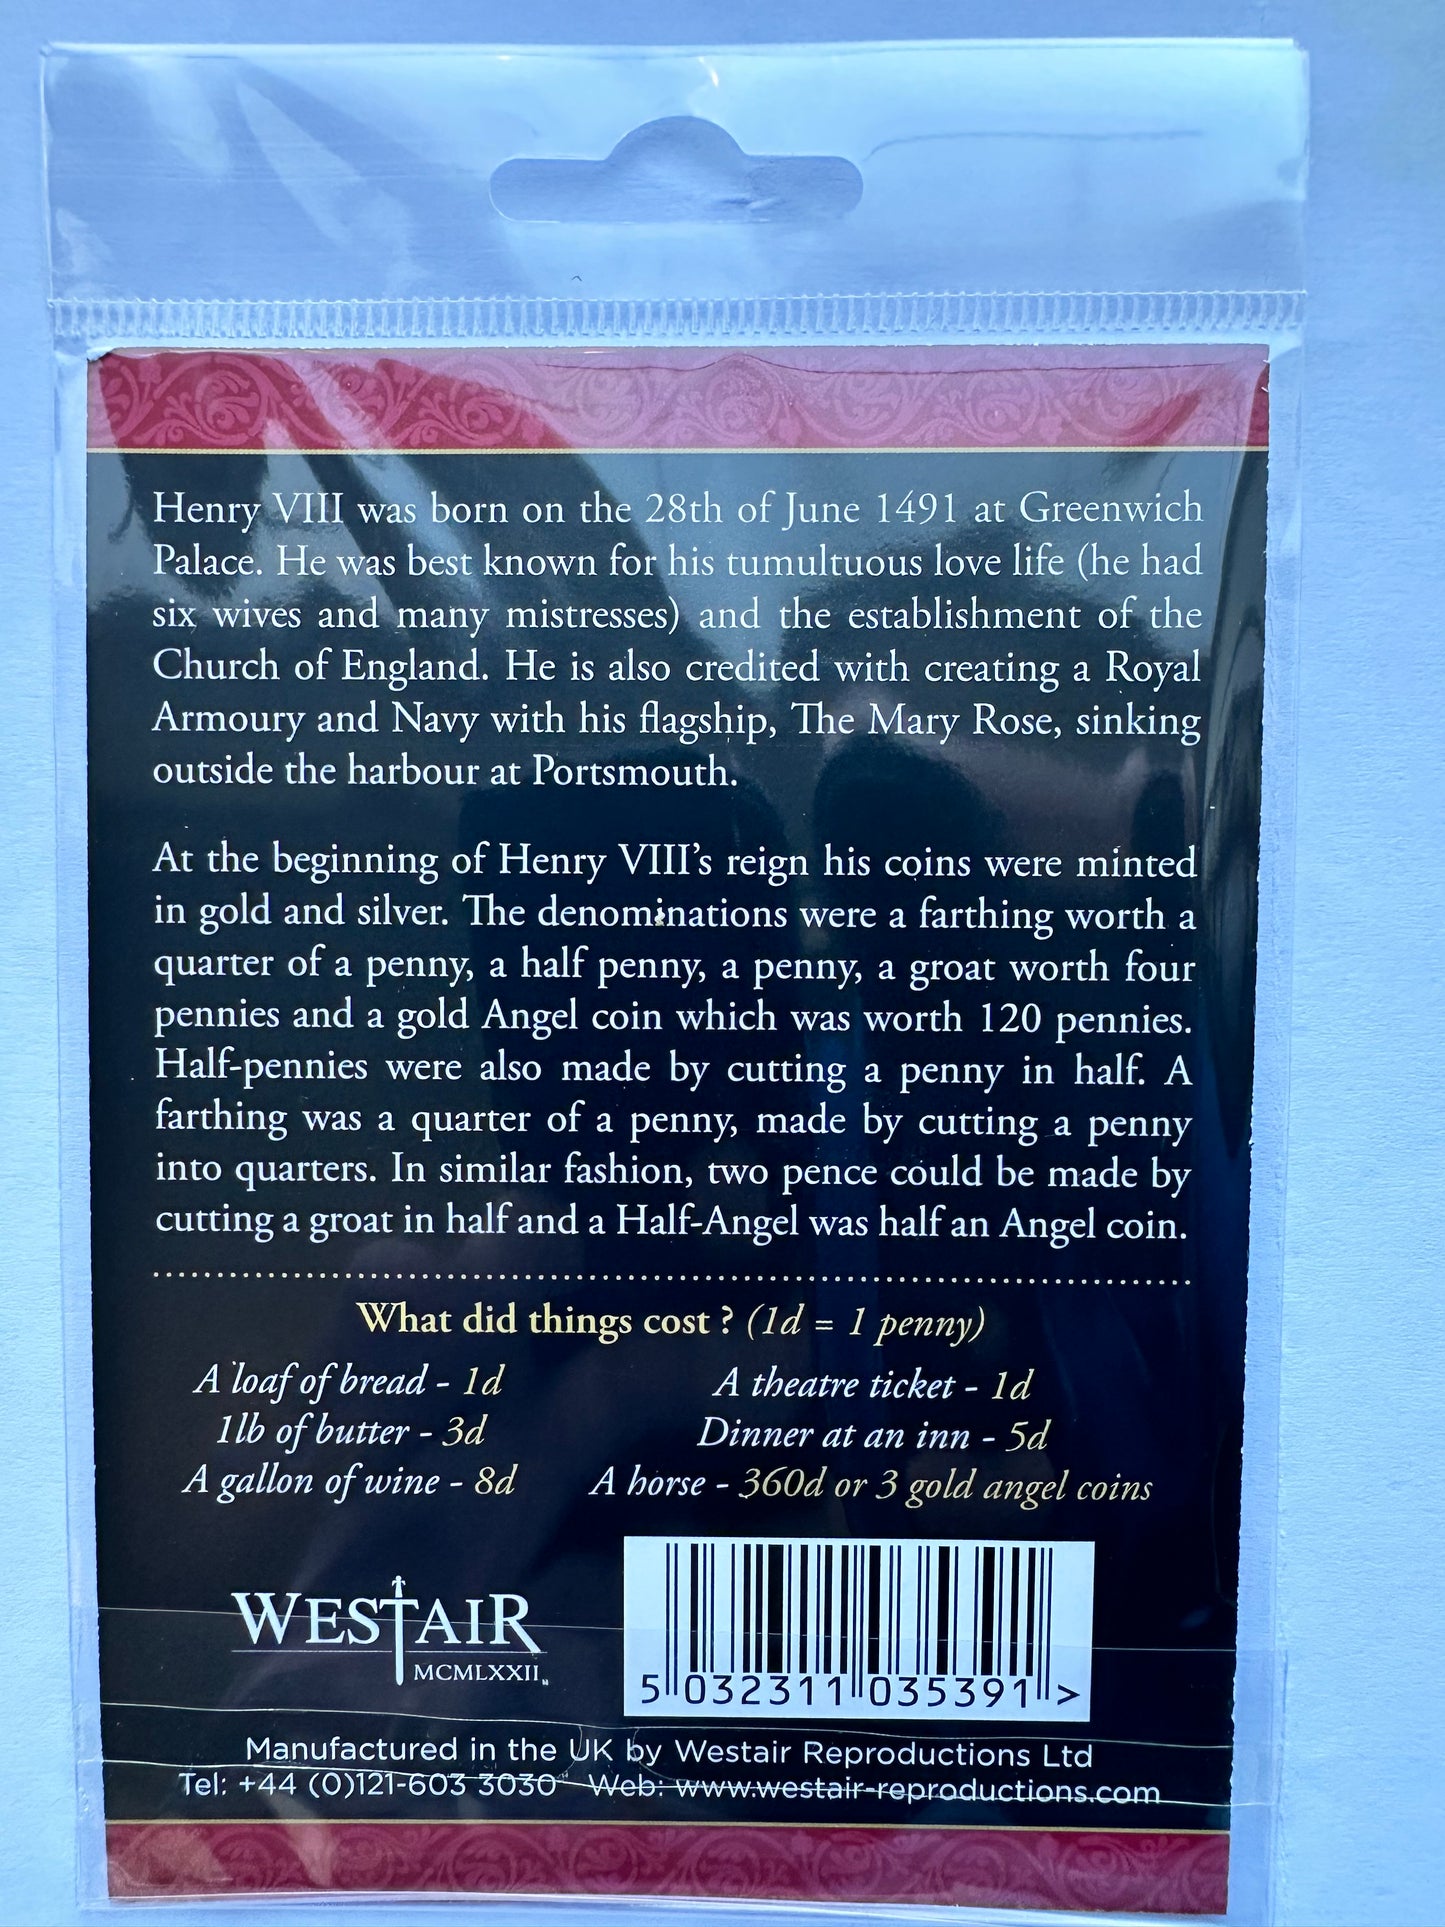 Henry VIII was born on the 28th of June 1491 at Greenwich
Palace. He was best known for his tumultuous love life (he had
six wives and many mistresses) and the establishment of the
Church of England. He is also credited with creating a Royal
Armoury and Navy with his flagship, The Mary Rose, sinking
outside the harbour at Portsmouth.
At the beginning of Henry VIII's reign his coins were minted
in gold and silver. The denominations were a farthing worth a
quarter of a penny, a half penny, a penny, a groat worth four
pennies and a gold Angel coin which was worth 120 pennies.
Half-pennies were also made by cutting a penny in half. A
farthing was a quarter of a penny, made by cutting a penny
into quarters. In similar fashion, two pence could be made by
cutting a groat in half and a Half-Angel was half an Angel coin.
What did things cost ? (1d = 1 penny)
A loaf of bread - 1d
1lb of butter - 3d
A gallon of wine - 8d
A theatre ticket - 1d
Dinner at an inn - 5d
A horse - 360d or 3 gold angel coins
WESTAIR
MCMLXXII
5 032311 035391 >
Manufactured in the UK by Westair Reproductions Ltd
Tel: +44 (0)121-603 3030 Web: www.westair-reproductions.com